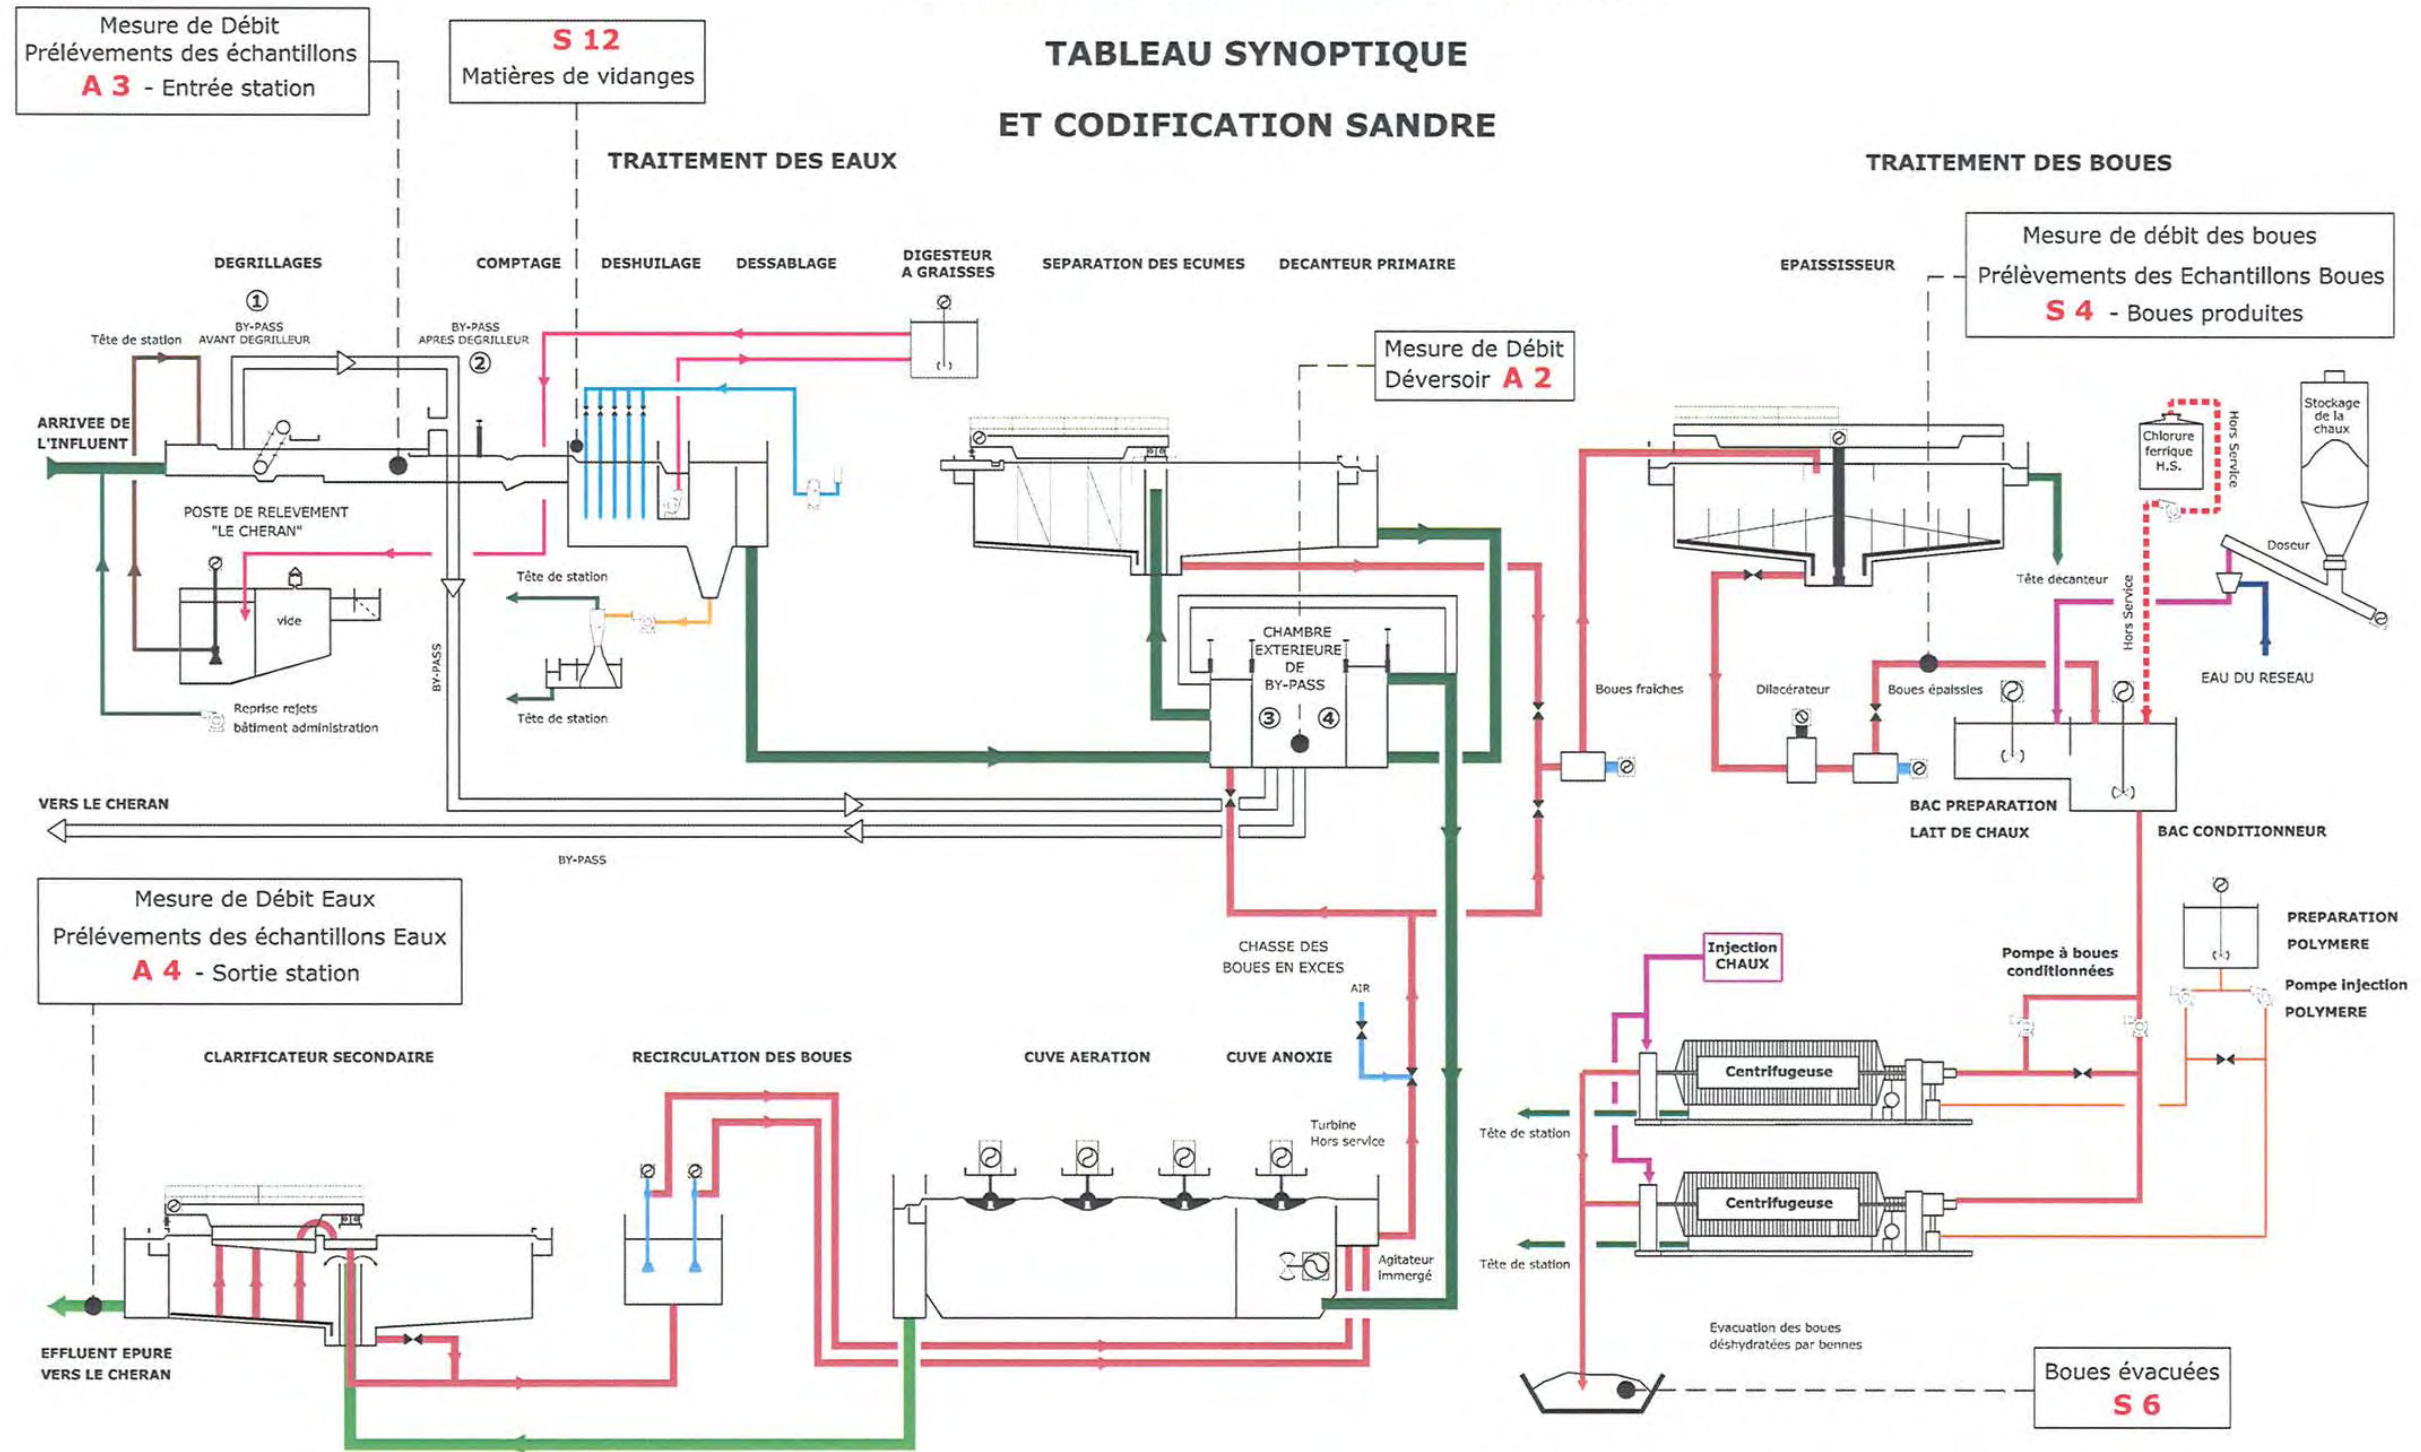 Mesure de Débit
Prélévements des échantillons
A 3 - Entrée station
S 12
Matières de vidanges
TABLEAU SYNOPTIQUE
ET CODIFICATION SANDRE
TRAITEMENT DES EAUX
TRAITEMENT DES BOUES
Mesure de débit des boues
Prélèvements des Echantillons Boues
S 4 - Boues produites
DEGRILLAGES
COMPTAGE
DESHUILAGE
DESSABLAGE
DIGESTEUR
A GRAISSES
SEPARATION DES ECUMES
DECANTEUR PRIMAIRE
EPAISSISSEUR
①
BY-PASS
AVANT DEGRILLEUR
Tête de station
BY-PASS
APRES DEGRILLEUR
②
Mesure de Débit
Déversoir A 2
ARRIVEE DE
L'INFLUENT
Stockage
de la
chaux
Chlorure
ferrique
H.S.
Hors Service
Doseur
POSTE DE RELEVEMENT
"LE CHERAN"
vide
Tête de station
Tête de station
Tête décanteur
Hors Service
EAU DU RESEAU
BY-PASS
CHAMBRE
EXTERIEURE
DE
BY-PASS
③ ④
Boues fraîches
Dilacérateur
Boues épaissies
Reprise rejets
bâtiment administration
VERS LE CHERAN
BY-PASS
BAC PREPARATION
LAIT DE CHAUX
BAC CONDITIONNEUR
Mesure de Débit Eaux
Prélévements des échantillons Eaux
A 4 - Sortie station
CHASSE DES
BOUES EN EXCES
AIR
Injection
CHAUX
Pompe à boues
conditionnées
PREPARATION
POLYMERE
Pompe injection
POLYMERE
CLARIFICATEUR SECONDAIRE
RECIRCULATION DES BOUES
CUVE AERATION
CUVE ANOXIE
Turbine
Hors service
Centrifugeuse
Tête de station
Centrifugeuse
Tête de station
Agitateur
immergé
EFFLUENT EPURE
VERS LE CHERAN
Evacuation des boues
déshydratées par bennes
Boues évacuées
S 6